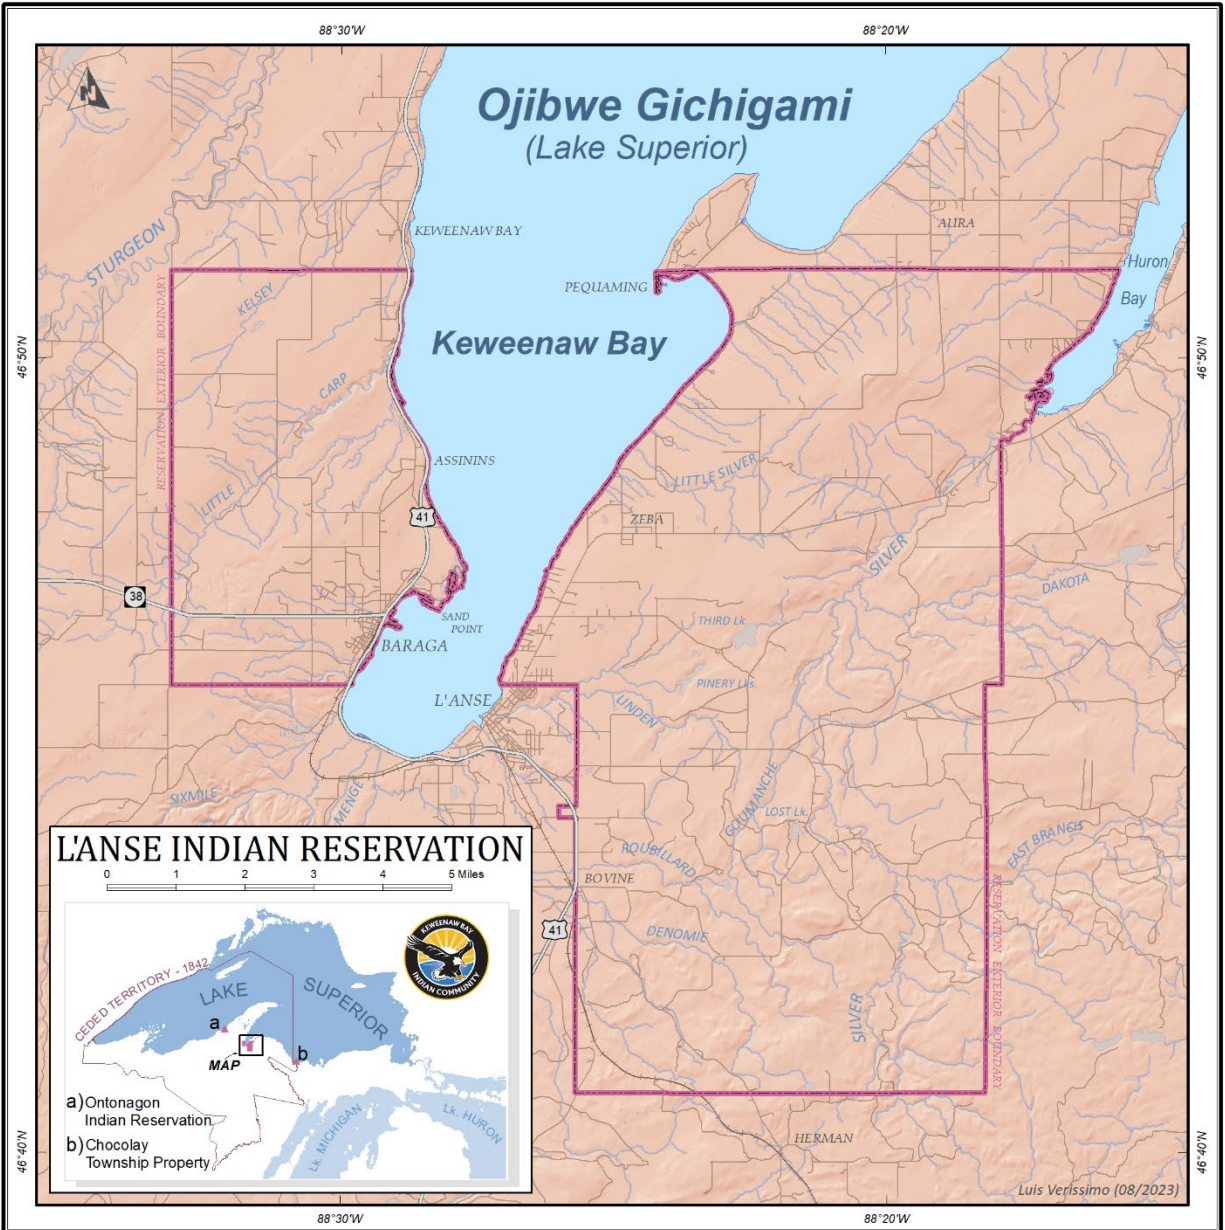 88°30'W
88°20'W
N
Ojibwe Gichigami
(Lake Superior)
STURGEON
KEWEENAW BAY
AURA
Huron
Bay
KELSEY
PEQUAMING
RESERVATION EXTERIOR BOUNDARY
Keweenaw Bay
46°50'N
46°50'N
CARP
LITTLE
ASSININS
LITTLE SILVER
41
ZEBA
SILVER
DAKOTA
38
SAND
POINT
THIRD Lk.
BARAGA
PINERY Lks.
L'ANSE
LINDEN
SIXMILE
MENGE
GOUMANCHE
LOST Lk.
EAST BRANCH
ROUBILLARD
BOVINE
41
DENOMIE
SILVER
RESERVATION EXTERIOR BOUNDARY
HERMAN
46°40'N
46°40'N
L'ANSE INDIAN RESERVATION
0 1 2 3 4 5 Miles
KEWEENAW BAY
INDIAN COMMUNITY
CEDED TERRITORY - 1842
LAKE SUPERIOR
a
b
MAP
a) Ontonagon
Indian Reservation
b) Chocolay
Township Property
Lk. MICHIGAN
Lk. HURON
Luis Verissimo (08/2023)
88°30'W
88°20'W